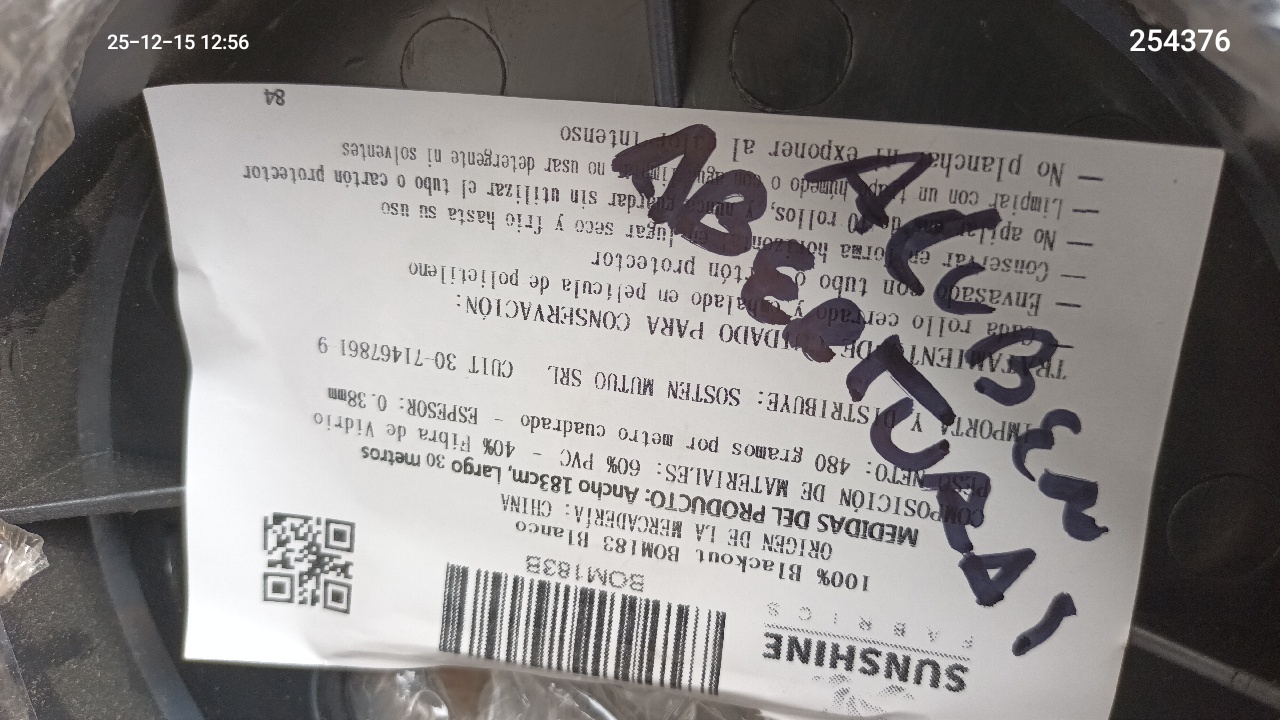 25-12-15 12:56
254376
SUNSHINE
FABRICS
BOM183B
100% Blackout BOM183 Blanco
ORIGEN DE LA MERCADERÍA: CHINA
MEDIDAS DEL PRODUCTO: Ancho 183cm, Largo 30 metros
COMPOSICIÓN DE MATERIALES: 60% PVC - 40% Fibra de Vidrio
PESO NETO: 480 gramos por metro cuadrado - ESPESOR: 0.38mm
IMPORTA Y DISTRIBUYE: SOSTEN MUTUO SRL. CUIT 30-71467861 9
TRATAMIENTO DE CUIDADO PARA CONSERVACIÓN:
— Cada rollo cerrado y embalado en película de polietileno
— Envasado con tubo o cartón protector
— Conservar en forma horizontal en lugar seco y frío hasta su uso
— No apilar de 10 rollos, y nunca guardar sin utilizar el tubo o cartón protector
— Limpiar con un trapo húmedo o con agua no usar detergente ni solventes
— No planchar ni exponer al calor intenso
84
ABERTURA